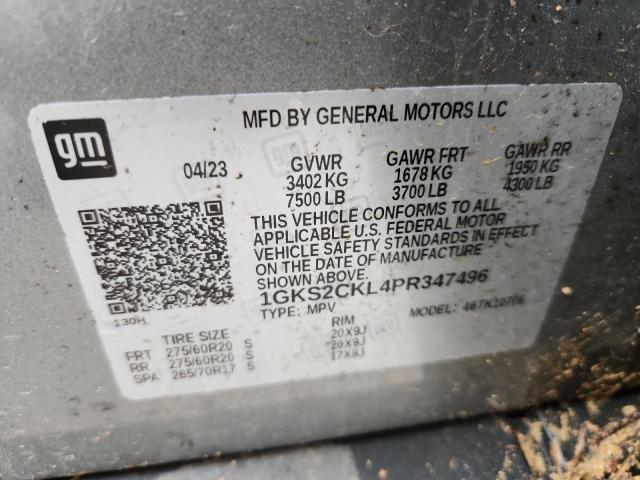 gm
MFD BY GENERAL MOTORS LLC
04/23
GVWR
3402 KG
7500 LB
GAWR FRT
1678 KG
3700 LB
GAWR RR
1950 KG
4300 LB
THIS VEHICLE CONFORMS TO ALL
APPLICABLE U.S. FEDERAL MOTOR
VEHICLE SAFETY STANDARDS IN EFFECT
ON THE DATE OF MANUFACTURE
SHOWN ABOVE.
1GKS2CKL4PR347496
TYPE: MPV
MODEL: 46TK10706
130H
TIRE SIZE
RIM
FRT 275/60R20 S 20X9J
RR 275/60R20 S 20X9J
SPA 265/70R17 S 17X8J